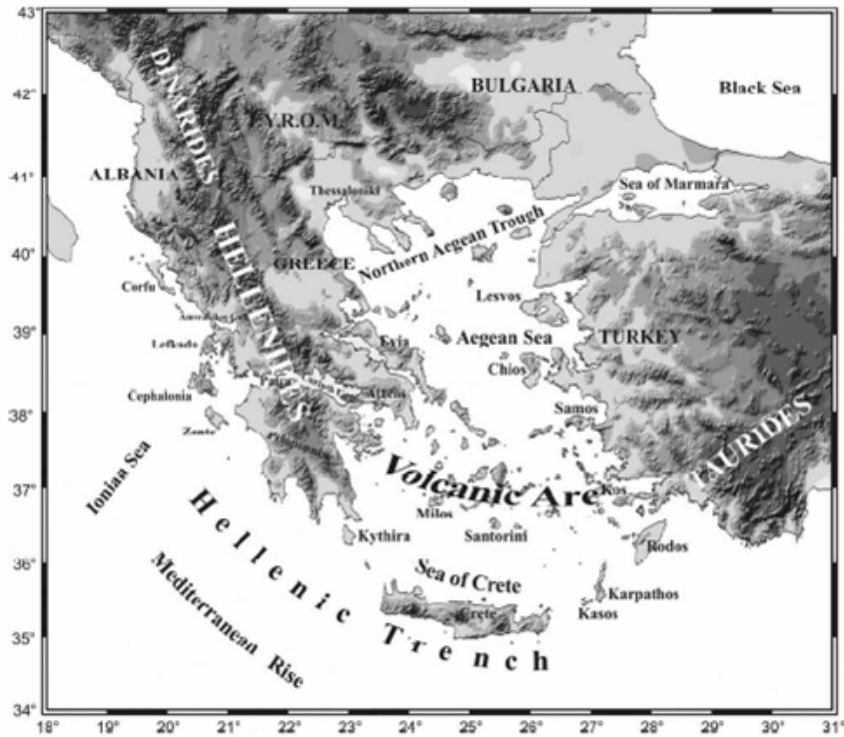 43°
42°
41°
40°
39°
38°
37°
36°
35°
34°
BULGARIA
Black Sea
DINARIDES
F.Y.R.O.M.
ALBANIA
Thessaloniki
Sea of Marmara
HELLENIDES
Northern Aegean Trough
GREECE
Corfu
Lesvos
Lefkada
Evia
Aegean Sea
TURKEY
Chios
Patra
Cephalonia
Samos
Zante
TAURIDES
Ionian Sea
Volcanic Arc
Kos
Milos
Hellenic Trench
Kythira
Santorini
Rodos
Mediterranean Rise
Sea of Crete
Karpathos
Kasos
Crete
18° 19° 20° 21° 22° 23° 24° 25° 26° 27° 28° 29° 30° 31°